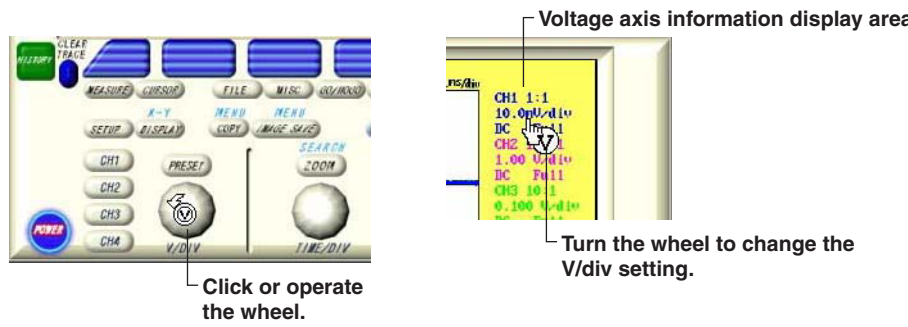 Voltage axis information display area
HISTORY
CLEAR
TRACE
MEASURE CURSOR FILE MISC GO/NOGO
X-Y MENU MENU
SETUP DISPLAY COPY IMAGE SAVE
SEARCH
CH1 PRESET ZOOM
CH2
CH3
CH4
POWER
V/DIV TIME/DIV
Click or operate
the wheel.
ns/div
CH1 1:1
10.0mV/div
DC Full
CH2
1.00 V/div
DC Full
CH3 10:1
0.100 V/div
V
Turn the wheel to change the
V/div setting.